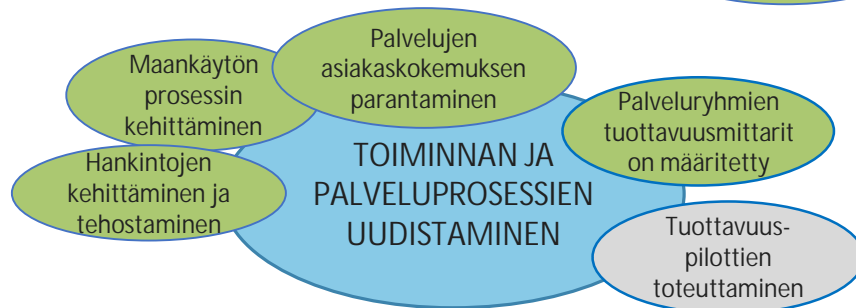 Maankäytön
prosessin
kehittäminen
Palvelujen
asiakaskokemuksen
parantaminen
Hankintojen
kehittäminen ja
tehostaminen
TOIMINNAN JA
PALVELUPROSESSIEN
UUDISTAMINEN
Palveluryhmien
tuottavuusmittarit
on määritetty
Tuottavuus-
pilottien
toteuttaminen